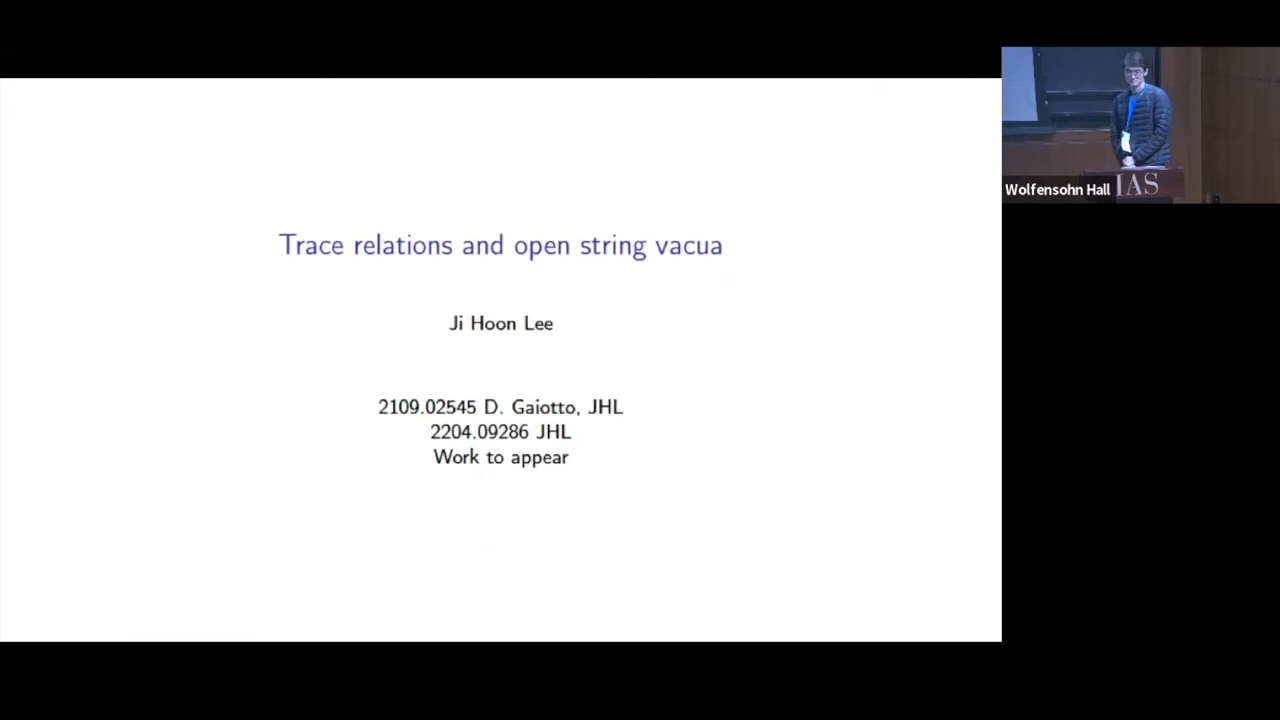 Trace relations and open string vacua
Ji Hoon Lee
2109.02545 D. Gaiotto, JHL
2204.09286 JHL
Work to appear
Wolfensohn Hall
IAS